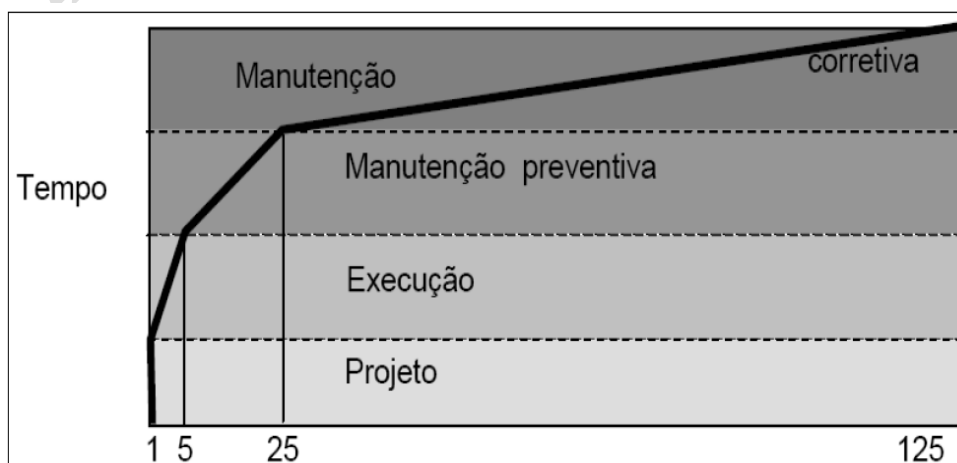 Manutenção corretiva
Manutenção preventiva
Tempo
Execução
Projeto
1 5 25 125